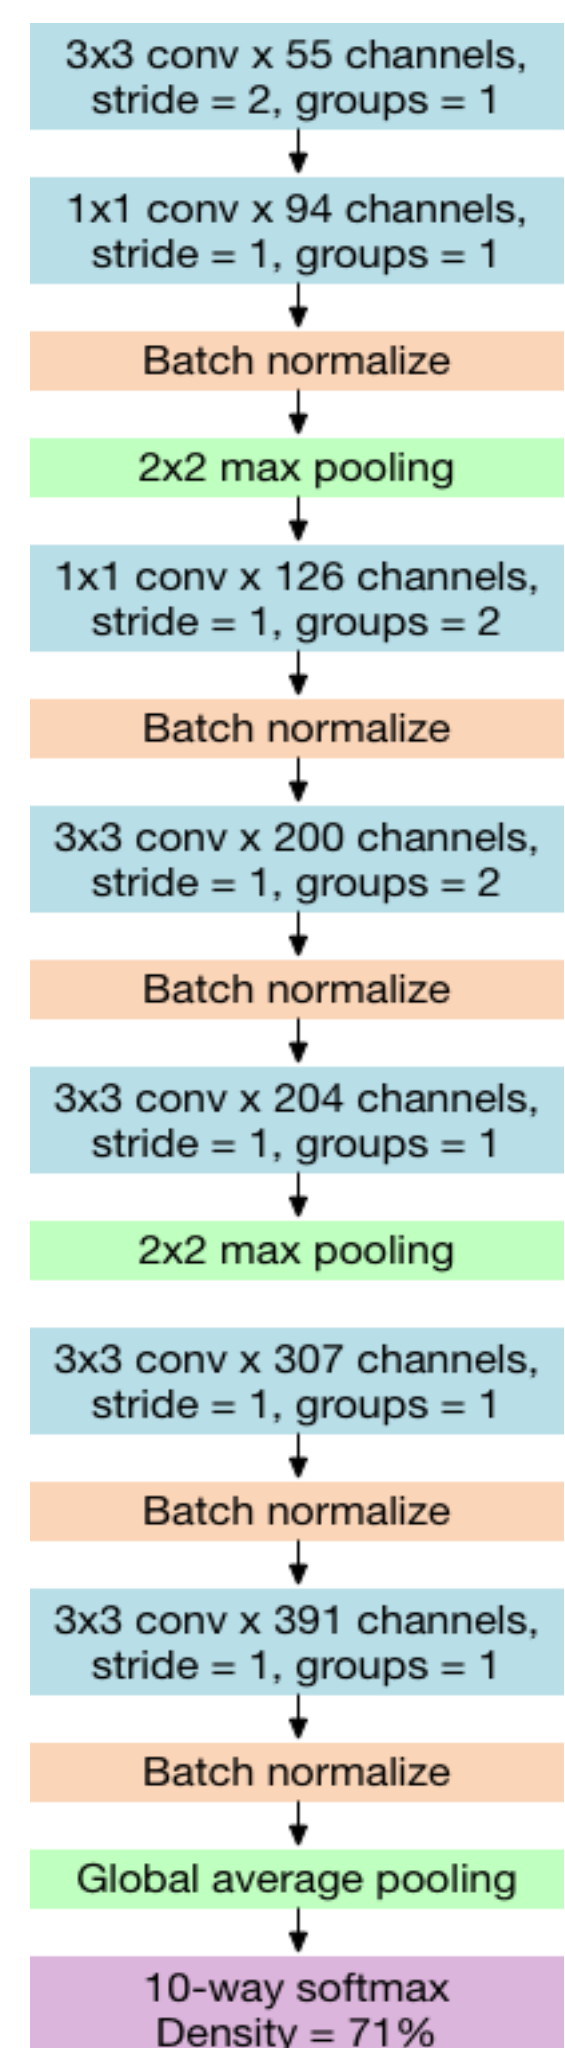 3x3 conv x 55 channels,
stride = 2, groups = 1
1x1 conv x 94 channels,
stride = 1, groups = 1
Batch normalize
2x2 max pooling
1x1 conv x 126 channels,
stride = 1, groups = 2
Batch normalize
3x3 conv x 200 channels,
stride = 1, groups = 2
Batch normalize
3x3 conv x 204 channels,
stride = 1, groups = 1
2x2 max pooling
3x3 conv x 307 channels,
stride = 1, groups = 1
Batch normalize
3x3 conv x 391 channels,
stride = 1, groups = 1
Batch normalize
Global average pooling
10-way softmax
Density = 71%